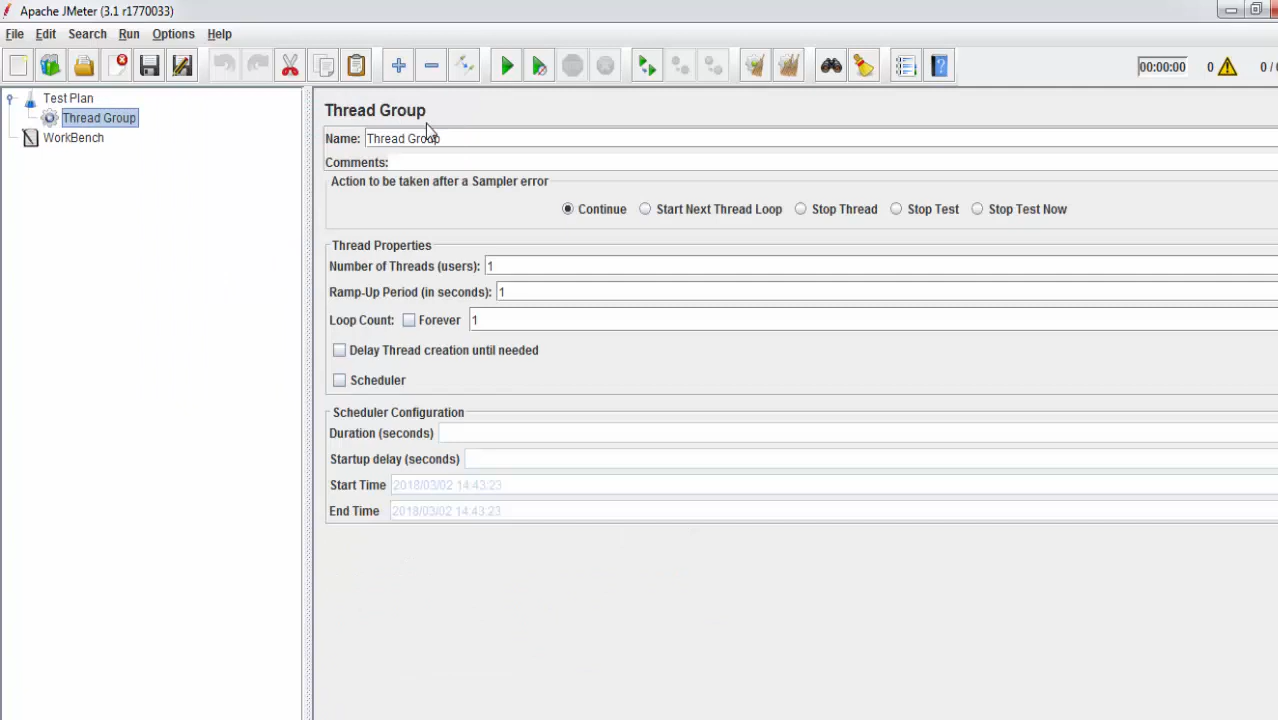 Apache JMeter (3.1 r1770033)
File Edit Search Run Options Help
00:00:00 0 0 /
Test Plan
Thread Group
WorkBench
Thread Group
Name: Thread Group
Comments:
Action to be taken after a Sampler error
Continue Start Next Thread Loop Stop Thread Stop Test Stop Test Now
Thread Properties
Number of Threads (users): 1
Ramp-Up Period (in seconds): 1
Loop Count: Forever 1
Delay Thread creation until needed
Scheduler
Scheduler Configuration
Duration (seconds)
Startup delay (seconds)
Start Time 2018/03/02 14:43:23
End Time 2018/03/02 14:43:23